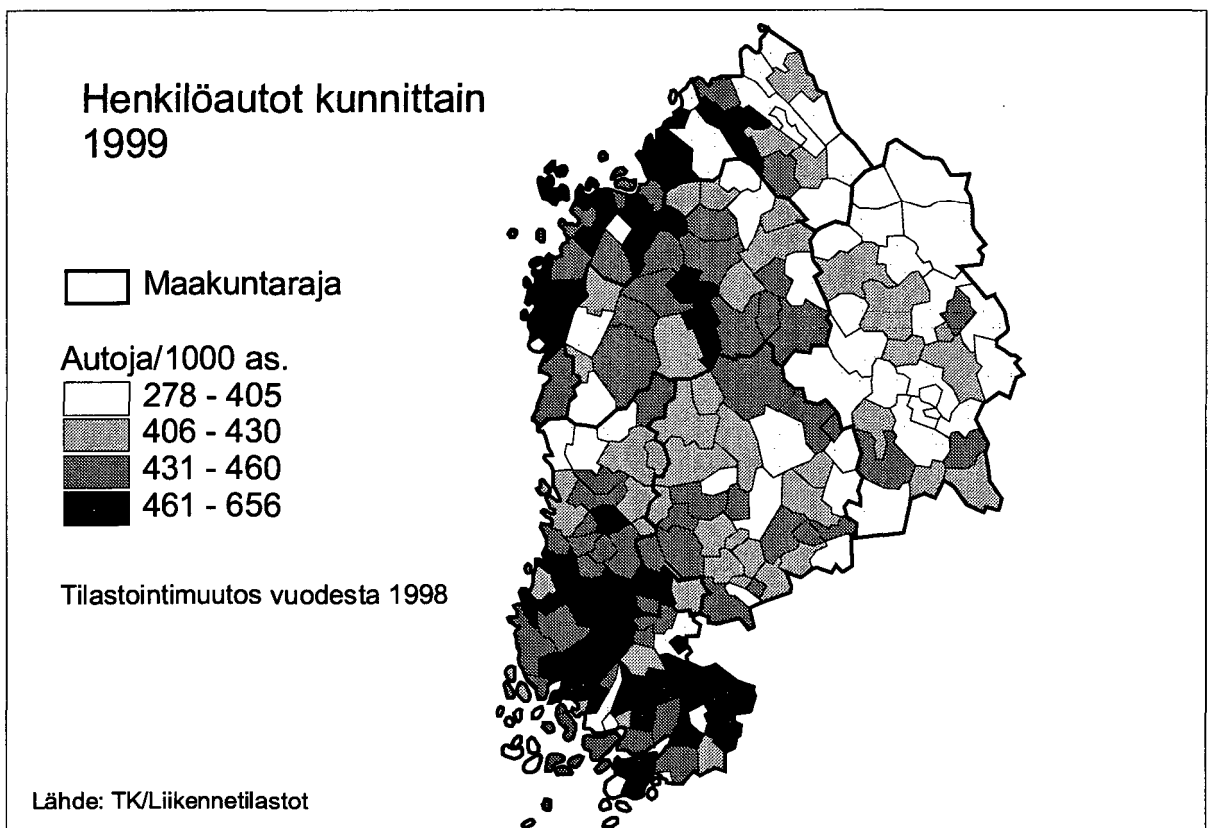 Henkilöautot kunnittain
1999
Maakuntaraja
Autoja/1000 as.
278 - 405
406 - 430
431 - 460
461 - 656
Tilastointimuutos vuodesta 1998
Lähde: TK/Liikennetilastot